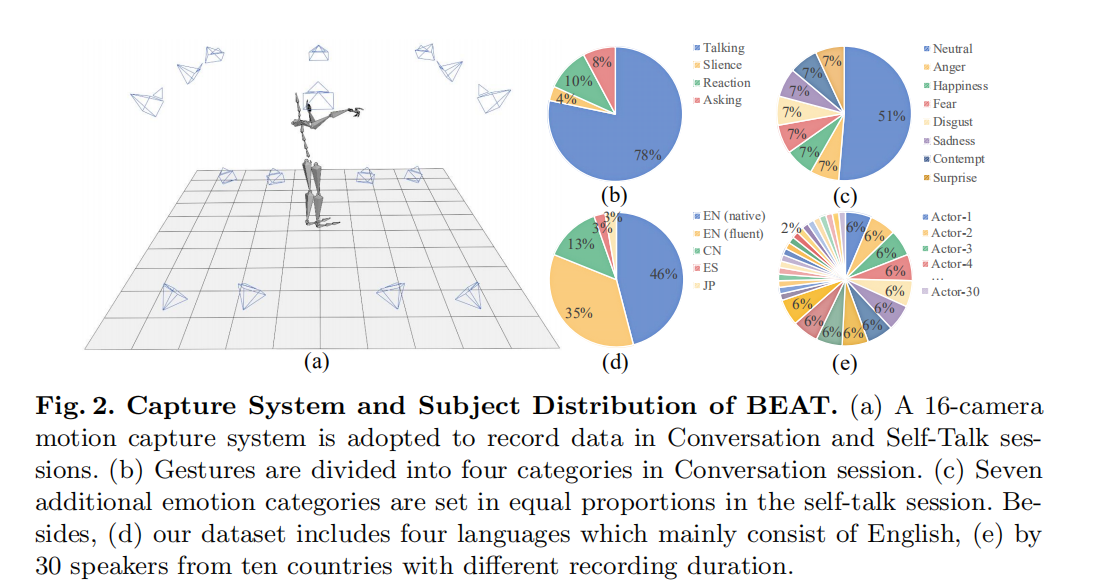 78%
4%
10%
8%
Talking
Slience
Reaction
Asking
(b)
51%
7%
7%
7%
7%
7%
7%
7%
Neutral
Anger
Happiness
Fear
Disgust
Sadness
Contempt
Surprise
(c)
(a)
46%
35%
13%
3%
3%
EN (native)
EN (fluent)
CN
ES
JP
(d)
2%
6%
6%
6%
6%
6%
6%
6%
6%
6%
6%
6%
Actor-1
Actor-2
Actor-3
Actor-4
Actor-30
(e)
Fig. 2. Capture System and Subject Distribution of BEAT. (a) A 16-camera
motion capture system is adopted to record data in Conversation and Self-Talk ses-
sions. (b) Gestures are divided into four categories in Conversation session. (c) Seven
additional emotion categories are set in equal proportions in the self-talk session. Be-
sides, (d) our dataset includes four languages which mainly consist of English, (e) by
30 speakers from ten countries with different recording duration.